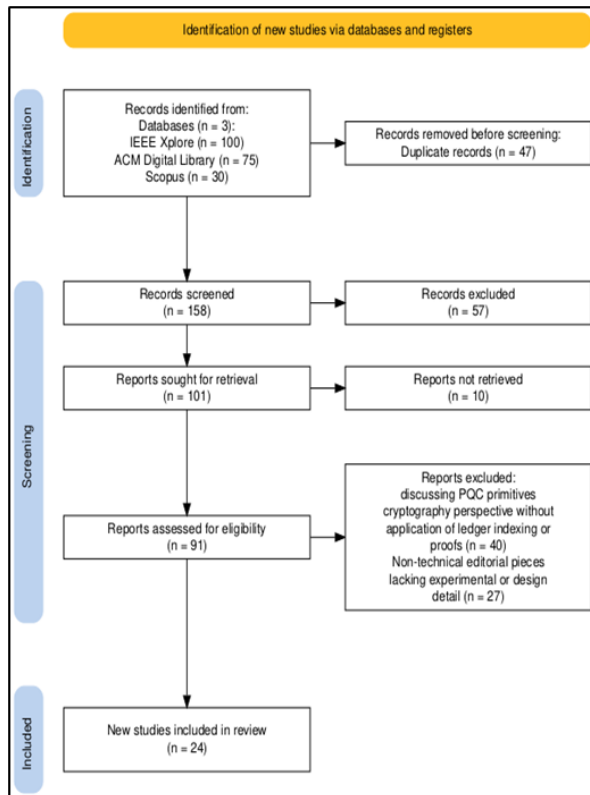 Identification of new studies via databases and registers
Identification
Records identified from:
Databases (n = 3):
IEEE Xplore (n = 100)
ACM Digital Library (n = 75)
Scopus (n = 30)
Records removed before screening:
Duplicate records (n = 47)
Screening
Records screened
(n = 158)
Records excluded
(n = 57)
Reports sought for retrieval
(n = 101)
Reports not retrieved
(n = 10)
Reports assessed for eligibility
(n = 91)
Reports excluded:
discussing PQC primitives
cryptography perspective without
application of ledger indexing or
proofs (n = 40)
Non-technical editorial pieces
lacking experimental or design
detail (n = 27)
Included
New studies included in review
(n = 24)